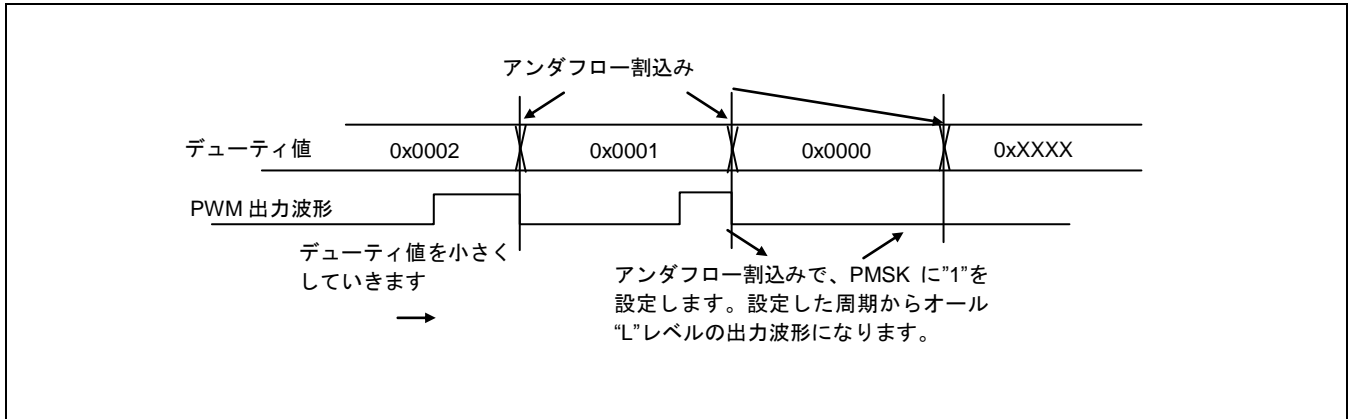 アンダフロー割込み
デューティ値
0x0002
0x0001
0x0000
0xXXXX
PWM 出力波形
デューティ値を小さく
していきます
アンダフロー割込みで、PMSK に"1"を
設定します。設定した周期からオール
“L”レベルの出力波形になります。